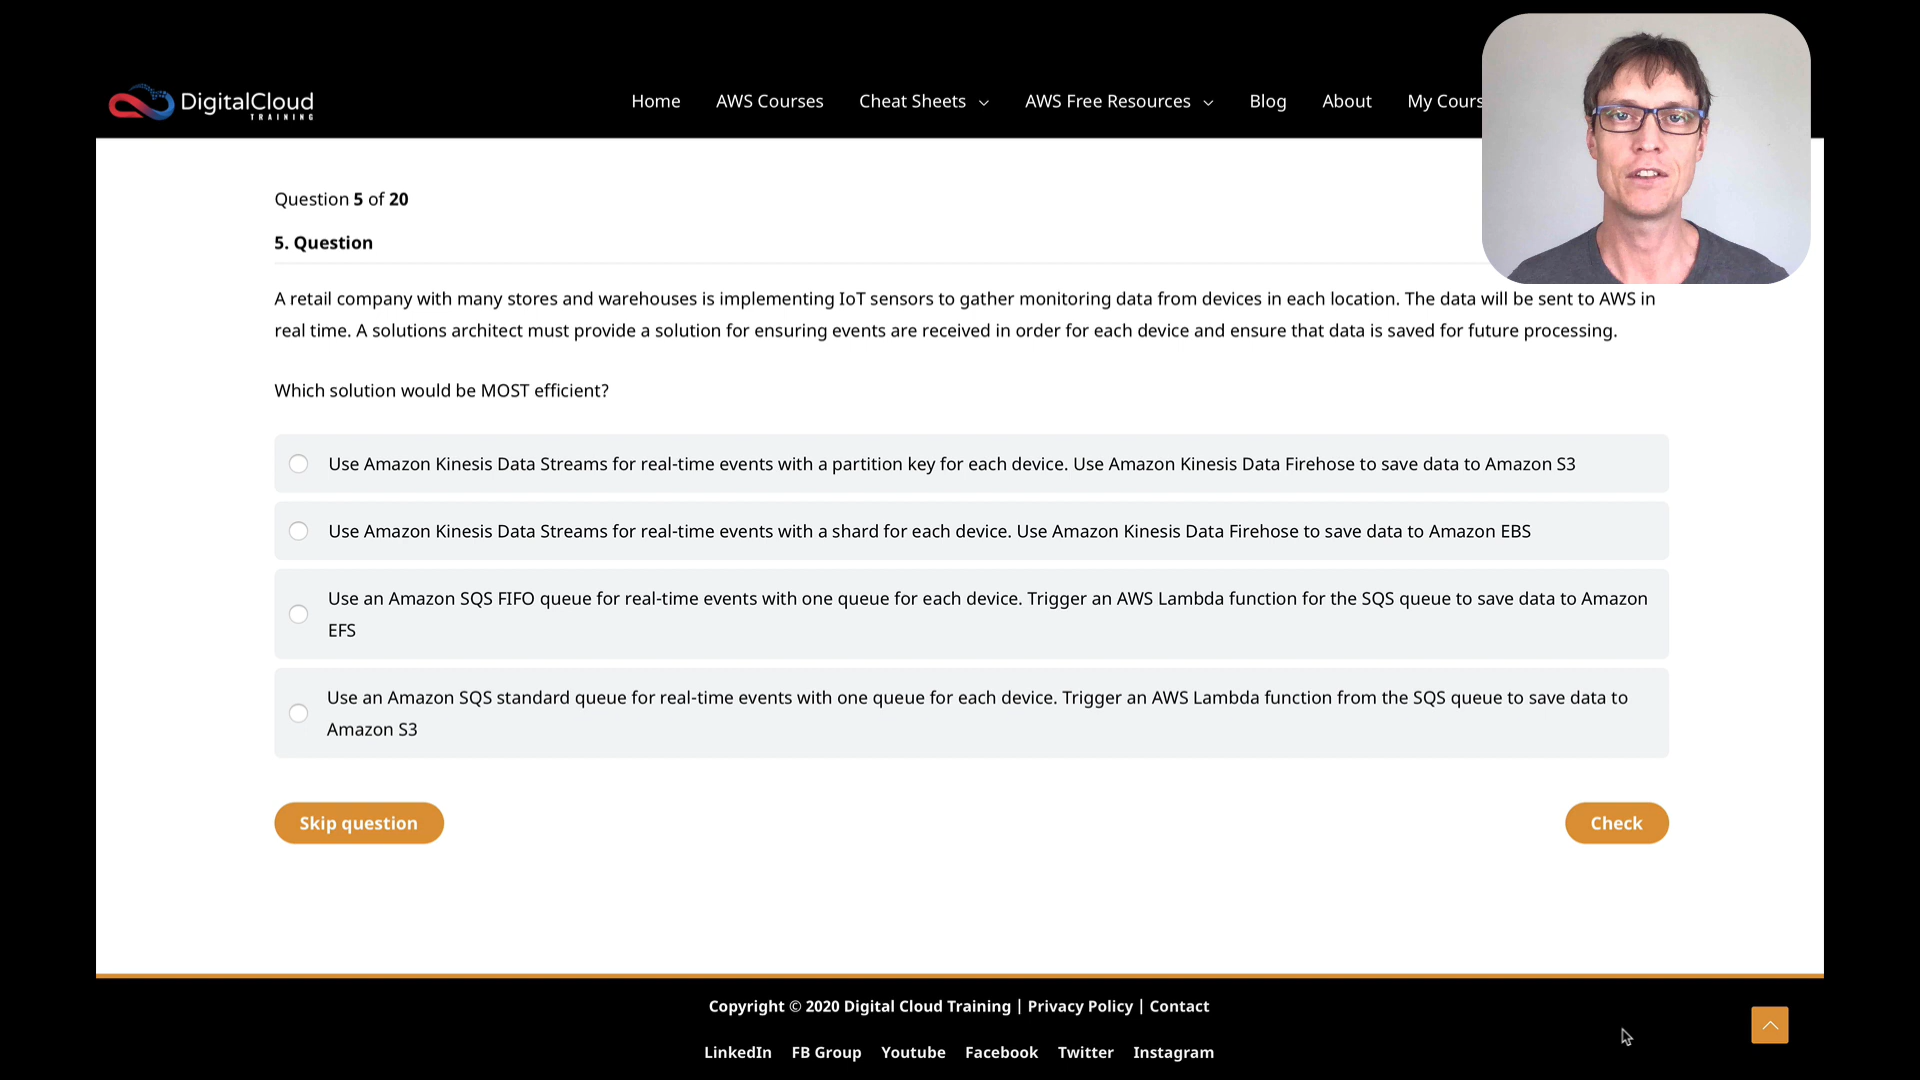 DigitalCloud
TRAINING
Home AWS Courses Cheat Sheets AWS Free Resources Blog About My Cours
Question 5 of 20
5. Question
A retail company with many stores and warehouses is implementing IoT sensors to gather monitoring data from devices in each location. The data will be sent to AWS in
real time. A solutions architect must provide a solution for ensuring events are received in order for each device and ensure that data is saved for future processing.
Which solution would be MOST efficient?
Use Amazon Kinesis Data Streams for real-time events with a partition key for each device. Use Amazon Kinesis Data Firehose to save data to Amazon S3
Use Amazon Kinesis Data Streams for real-time events with a shard for each device. Use Amazon Kinesis Data Firehose to save data to Amazon EBS
Use an Amazon SQS FIFO queue for real-time events with one queue for each device. Trigger an AWS Lambda function for the SQS queue to save data to Amazon
EFS
Use an Amazon SQS standard queue for real-time events with one queue for each device. Trigger an AWS Lambda function from the SQS queue to save data to
Amazon S3
Skip question Check
Copyright © 2020 Digital Cloud Training | Privacy Policy | Contact
LinkedIn FB Group Youtube Facebook Twitter Instagram